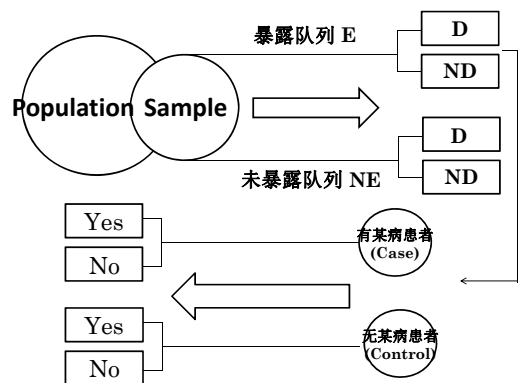 暴露队列 E
D
ND
Population Sample
D
ND
未暴露队列 NE
Yes
No
有某病患者
(Case)
Yes
No
无某病患者
(Control)